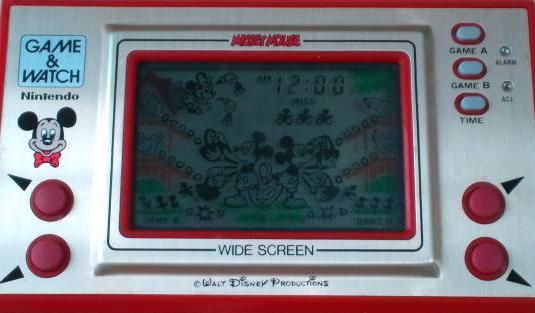 GAME
&
WATCH
Nintendo
MICKEY MOUSE
AM 12:00
MISS
GAME A
GAME B
GAME A
ALARM
GAME B
ACL
TIME
WIDE SCREEN
© WALT DISNEY PRODUCTIONS